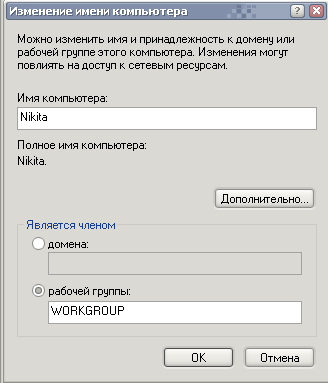 Изменение имени компьютера
Можно изменить имя и принадлежность к домену или
рабочей группе этого компьютера. Изменения могут
повлиять на доступ к сетевым ресурсам.
Имя компьютера:
Nikita
Полное имя компьютера:
Nikita.
Дополнительно...
Является членом
домена:
рабочей группы:
WORKGROUP
OK
Отмена